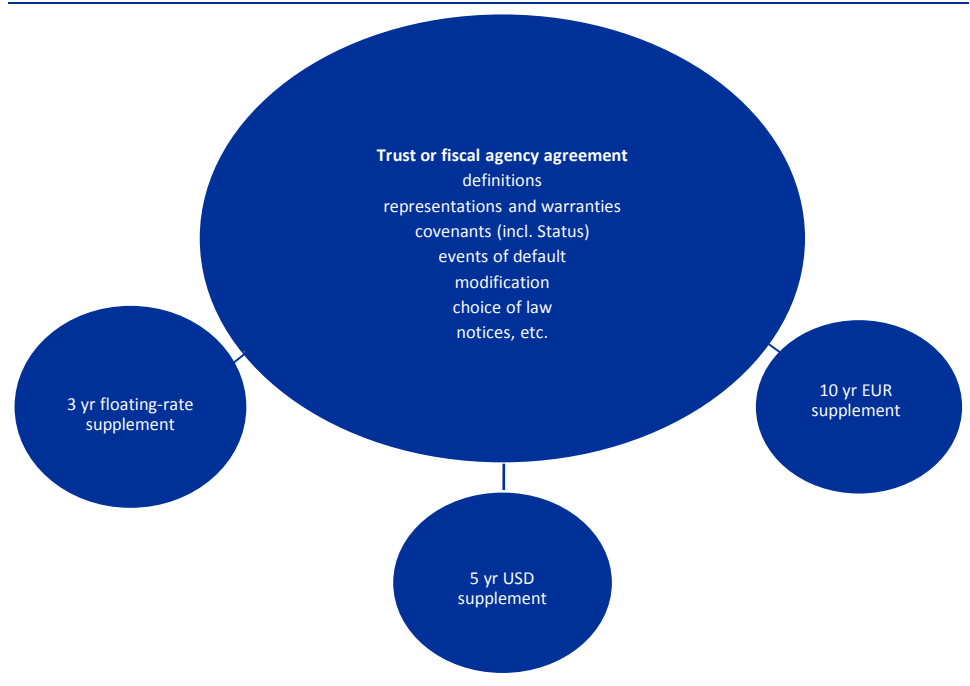 Trust or fiscal agency agreement
definitions
representations and warranties
covenants (incl. Status)
events of default
modification
choice of law
notices, etc.
3 yr floating-rate
supplement
10 yr EUR
supplement
5 yr USD
supplement